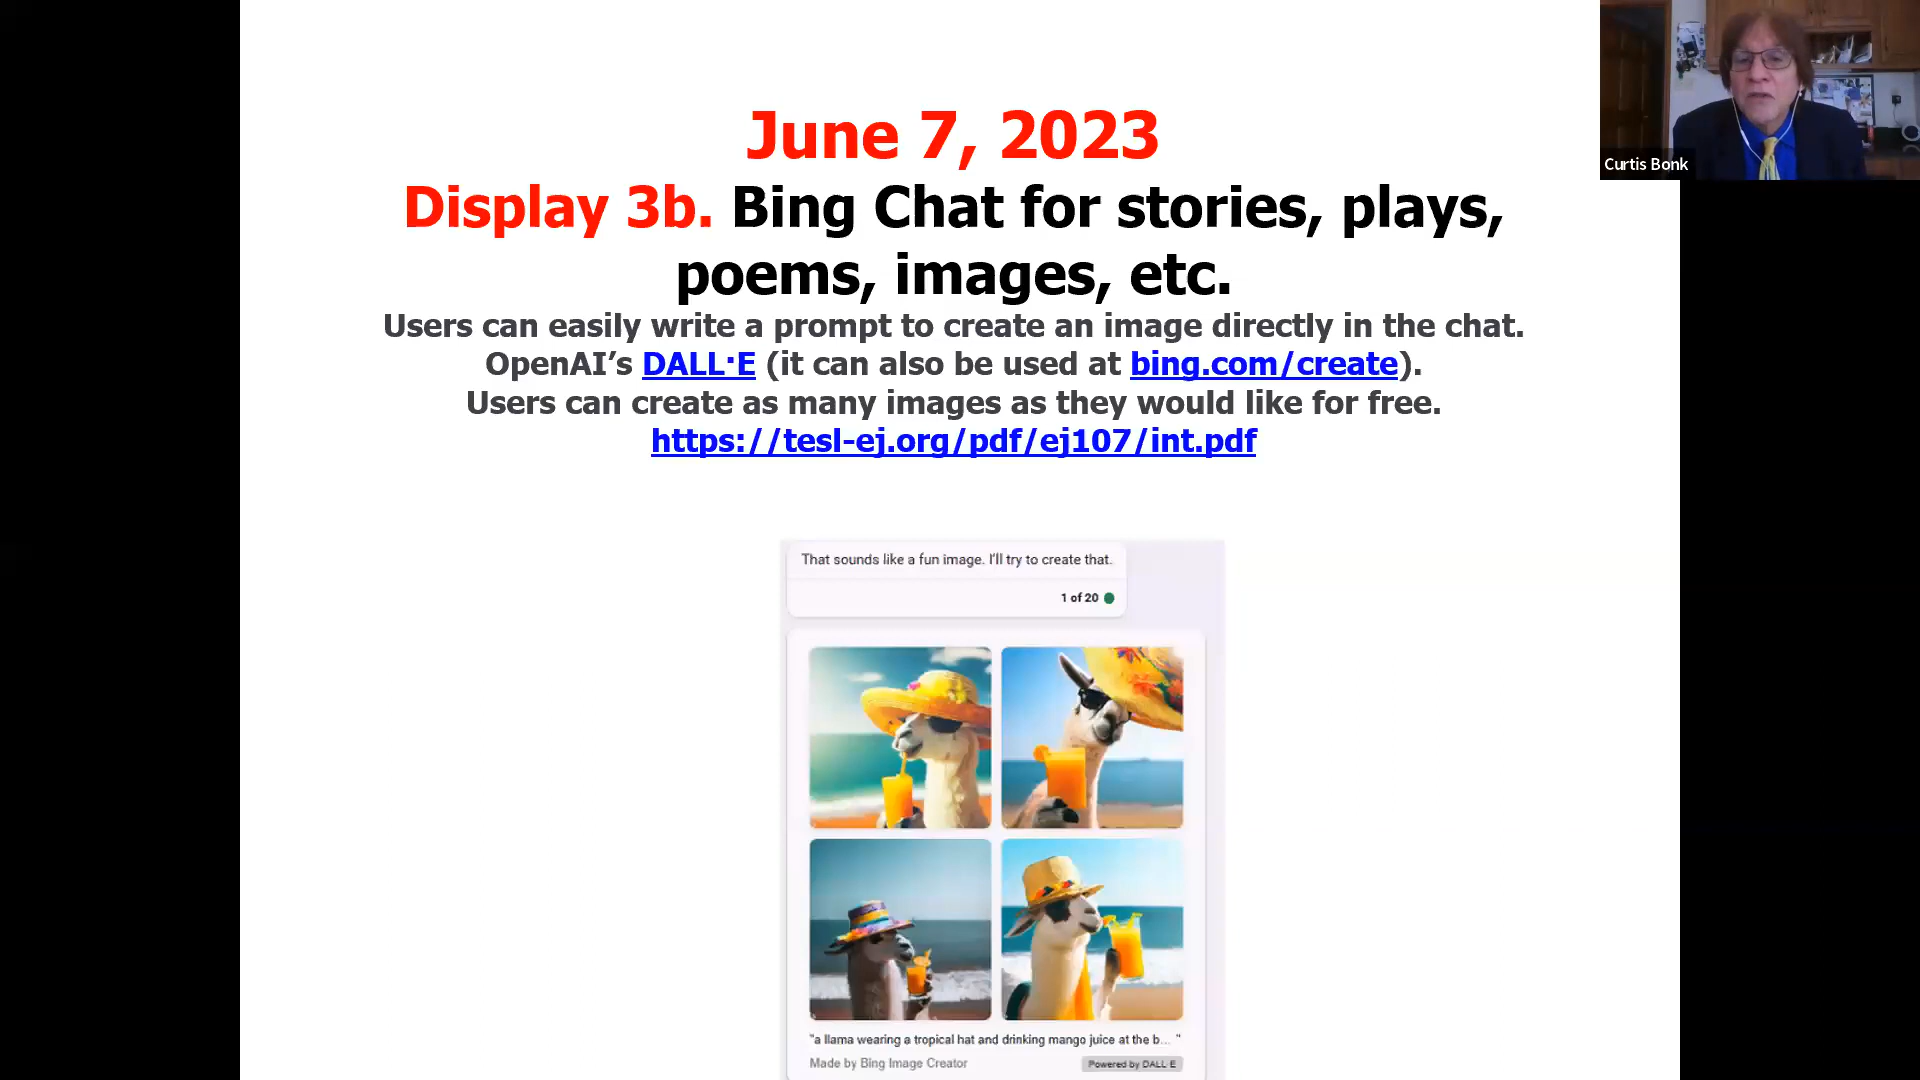 June 7, 2023
Display 3b. Bing Chat for stories, plays,
poems, images, etc.
Users can easily write a prompt to create an image directly in the chat.
OpenAI’s DALL·E (it can also be used at bing.com/create).
Users can create as many images as they would like for free.
https://tesl-ej.org/pdf/ej107/int.pdf
Curtis Bonk
That sounds like a fun image. I'll try to create that.
1 of 20
"a llama wearing a tropical hat and drinking mango juice at the b... "
Made by Bing Image Creator
Powered by DALL·E